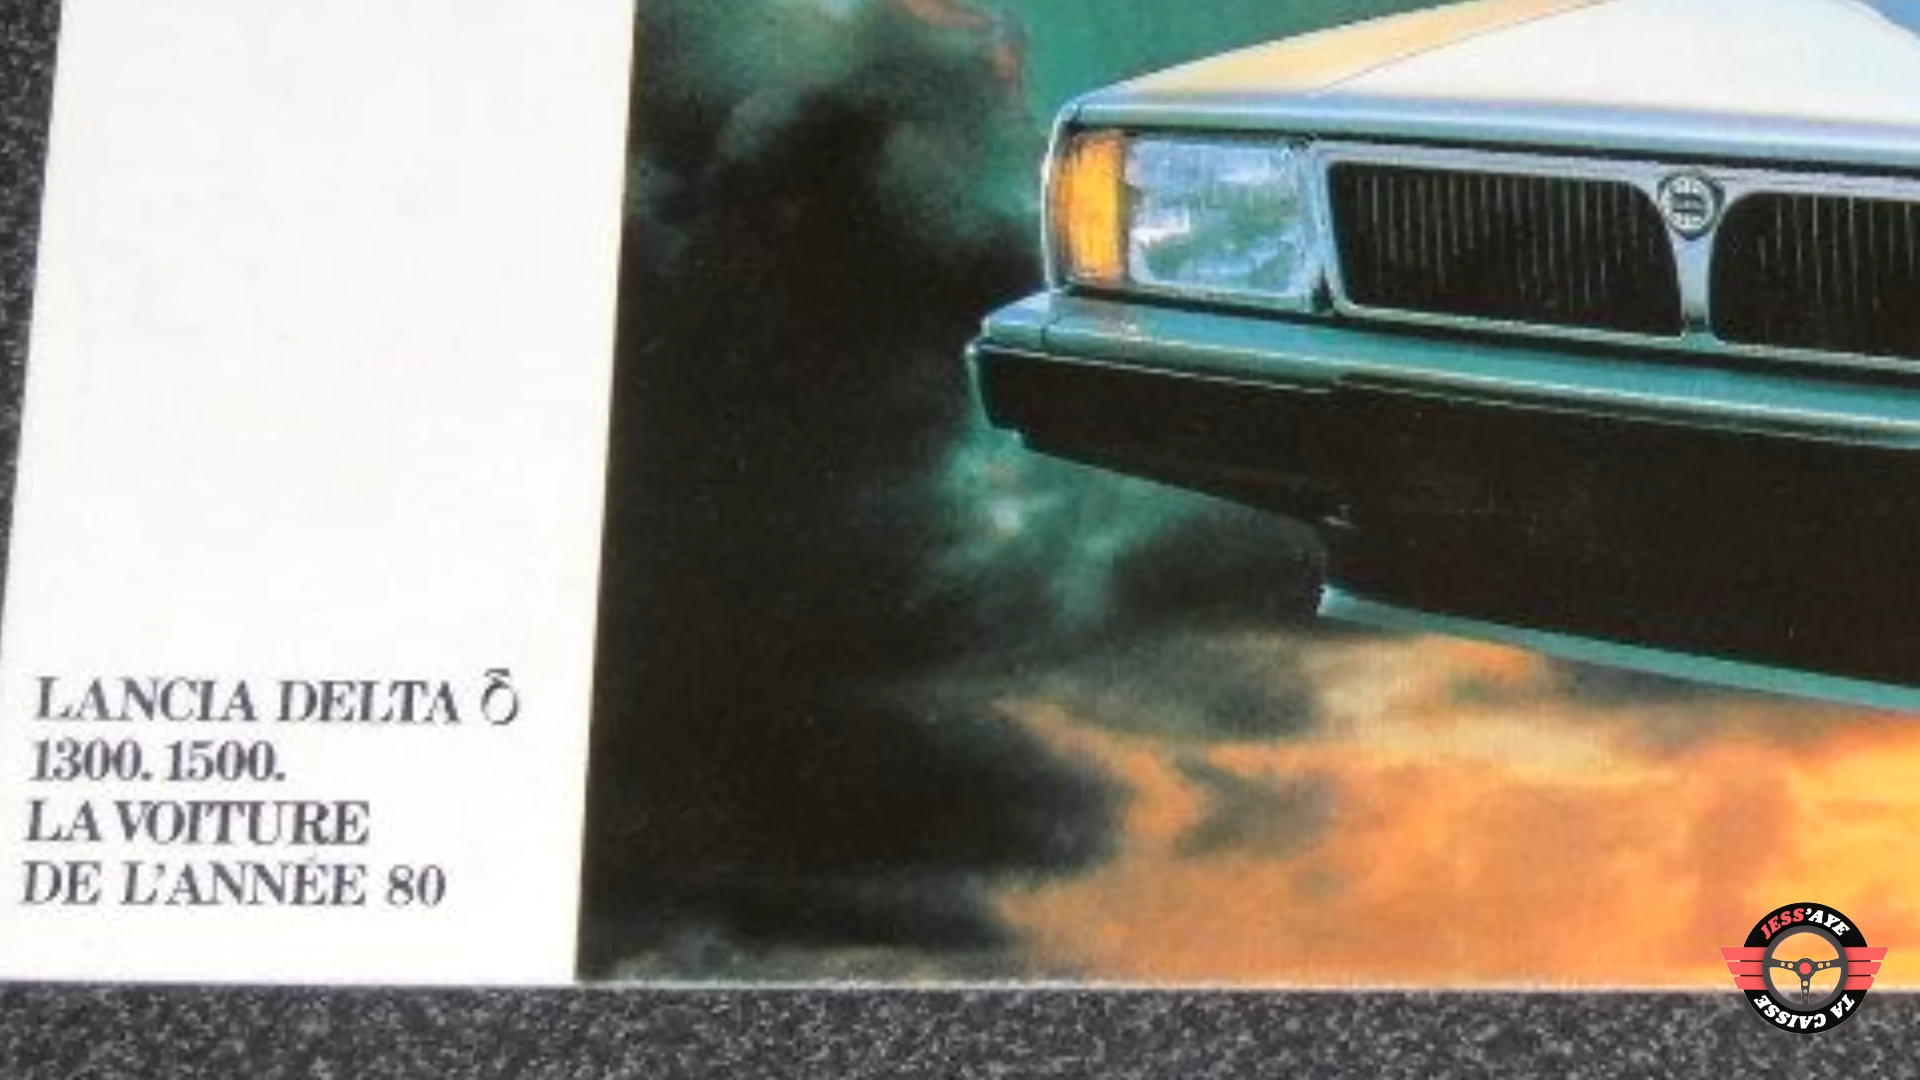 LANCIA DELTA δ
1300. 1500.
LA VOITURE
DE L'ANNÉE 80
JESS'AYE
TA CAISSE